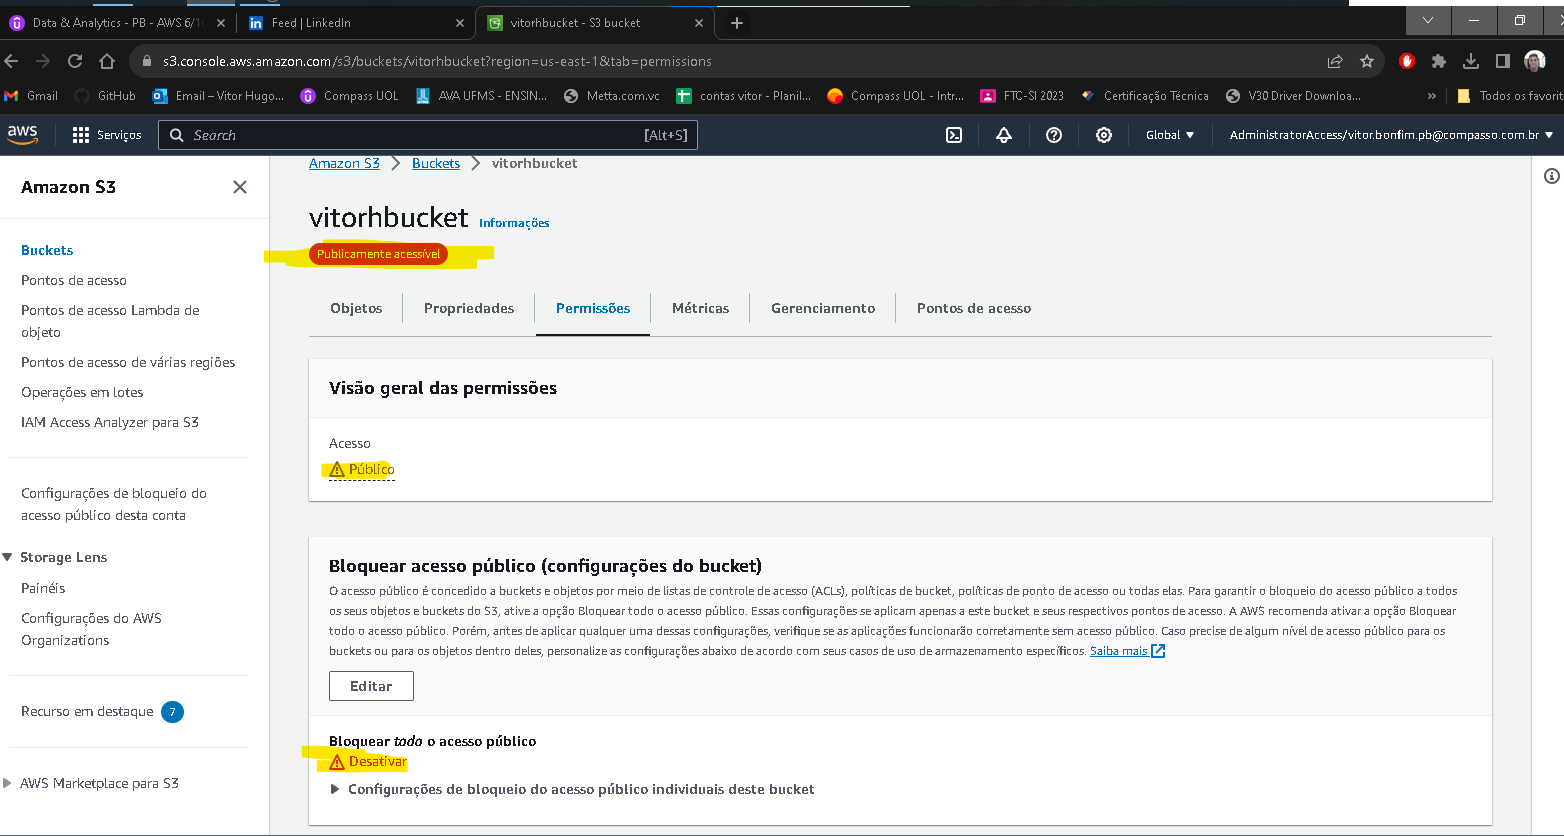 Data & Analytics - PB - AWS 6/10
Feed | LinkedIn
vitorhbucket - S3 bucket
s3.console.aws.amazon.com/s3/buckets/vitorhbucket?region=us-east-1&tab=permissions
Gmail
GitHub
Email – Vitor Hugo...
Compass UOL
AVA UFMS - ENSIN...
Metta.com.vc
contas vitor - Planil...
Compass UOL - Intr...
FTC-SI 2023
Certificação Técnica
V30 Driver Downloa...
»
Todos os favorit
aws
Serviços
Search
[Alt+S]
Global
AdministratorAccess/vitor.bonfim.pb@compasso.com.br
Amazon S3
Buckets
Pontos de acesso
Pontos de acesso Lambda de
objeto
Pontos de acesso de várias regiões
Operações em lotes
IAM Access Analyzer para S3
Configurações de bloqueio do
acesso público desta conta
Storage Lens
Painéis
Configurações do AWS
Organizations
Recurso em destaque 7
AWS Marketplace para S3
Amazon S3 > Buckets > vitorhbucket
vitorhbucket Informações
Publicamente acessível
Objetos
Propriedades
Permissões
Métricas
Gerenciamento
Pontos de acesso
Visão geral das permissões
Acesso
Público
Bloquear acesso público (configurações do bucket)
O acesso público é concedido a buckets e objetos por meio de listas de controle de acesso (ACLs), políticas de bucket, políticas de ponto de acesso ou todas elas. Para garantir o bloqueio do acesso público a todos
os seus objetos e buckets do S3, ative a opção Bloquear todo o acesso público. Essas configurações se aplicam apenas a este bucket e seus respectivos pontos de acesso. A AWS recomenda ativar a opção Bloquear
todo o acesso público. Porém, antes de aplicar qualquer uma dessas configurações, verifique se as aplicações funcionarão corretamente sem acesso público. Caso precise de algum nível de acesso público para os
buckets ou para os objetos dentro deles, personalize as configurações abaixo de acordo com seus casos de uso de armazenamento específicos. Saiba mais
Editar
Bloquear todo o acesso público
Desativar
Configurações de bloqueio do acesso público individuais deste bucket